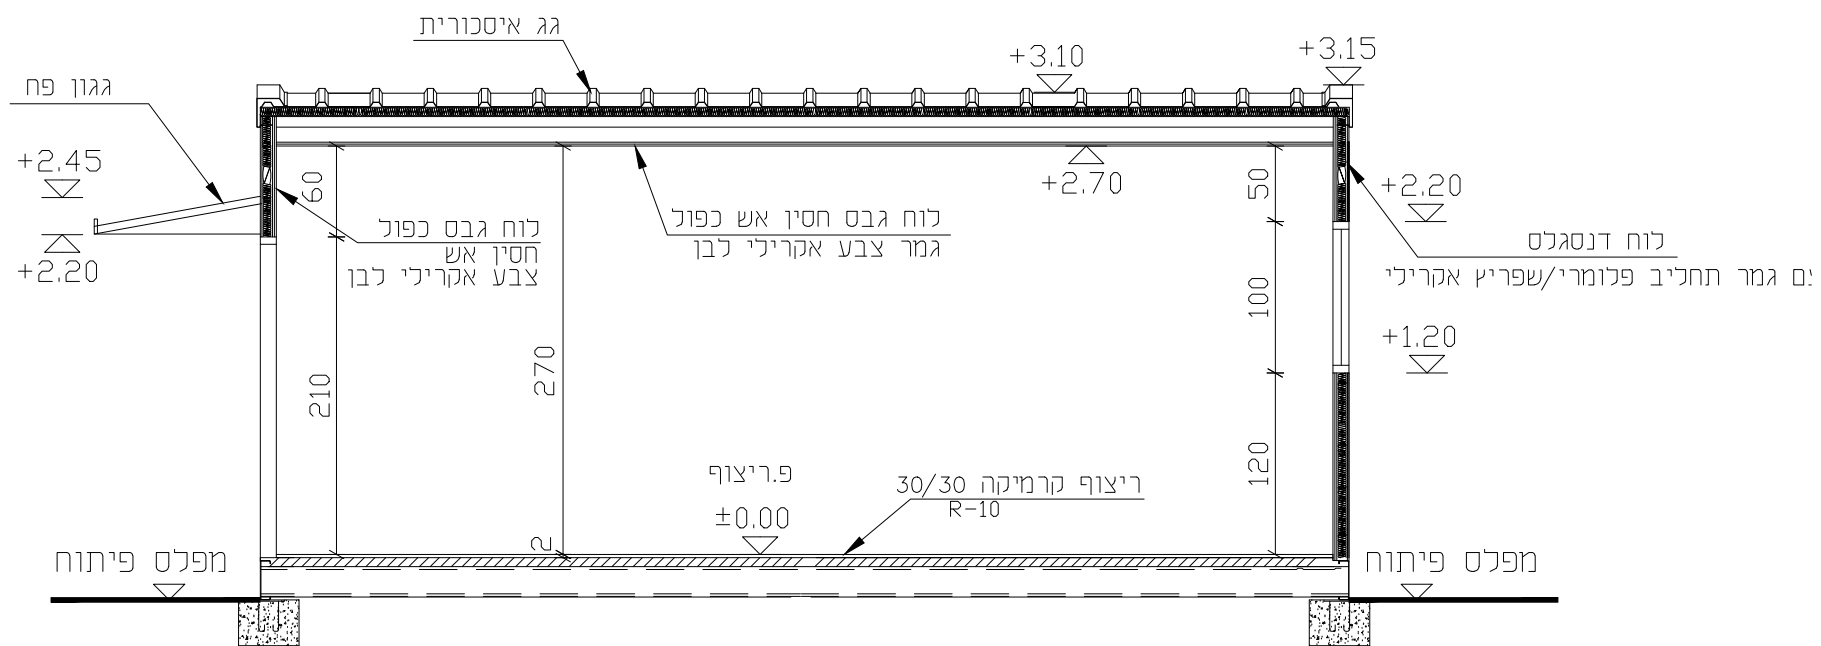 גג איסכורית
+3.10
+3.15
גגון פח
+2.45
+2.20
60
210
270
2
לוח גבס כפול
חסין אש
צבע אקרילי לבן
לוח גבס חסין אש כפול
גמר צבע אקרילי לבן
+2.70
50
100
120
+2.20
לוח דנסגלס
גמר תחליב פלומרי/שפריץ אקרילי
+1.20
פ.ריצוף
±0.00
ריצוף קרמיקה 30/30
R-10
מפלס פיתוח
מפלס פיתוח